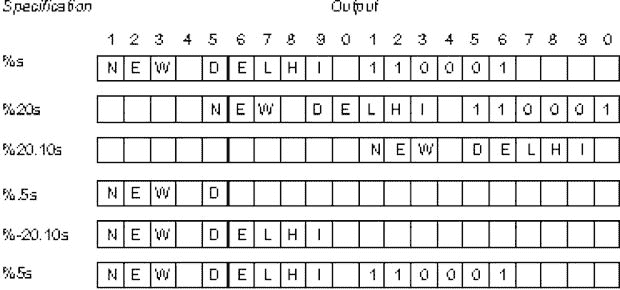 Specification Output
1 2 3 4 5 6 7 8 9 0 1 2 3 4 5 6 7 8 9 0
%s N E W D E L H I 1 1 0 0 0 1
%20s N E W D E L H I 1 1 0 0 0 1
%20.10s N E W D E L H I
%.5s N E W D
%-20.10s N E W D E L H I
%5s N E W D E L H I 1 1 0 0 0 1